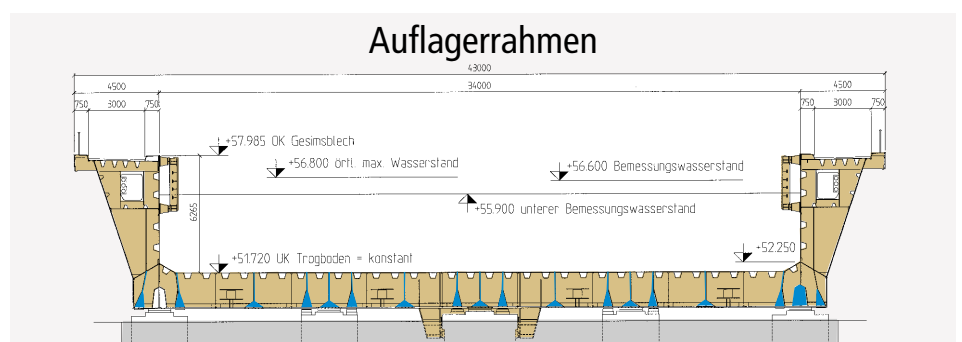 Auflagerrahmen
43000
4500 34000 4500
750 3000 750 750 3000 750
+57.985 OK Gesimsblech
+56.800 örtl. max. Wasserstand
+56.600 Bemessungswasserstand
+55.900 unterer Bemessungswasserstand
6265
+52.250
+51.720 UK Trogboden = konstant